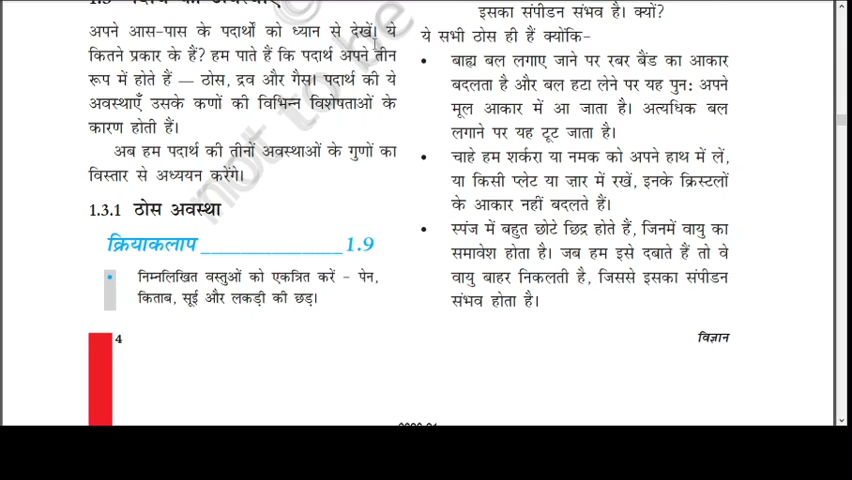 अपने आस-पास के पदार्थों को ध्यान से देखें। ये
कितने प्रकार के हैं? हम पाते हैं कि पदार्थ अपने तीन
रूप में होते हैं — ठोस, द्रव और गैस। पदार्थ की ये
अवस्थाएँ उसके कणों की विभिन्न विशेषताओं के
कारण होती हैं।
अब हम पदार्थ की तीनों अवस्थाओं के गुणों का
विस्तार से अध्ययन करेंगे।
1.3.1 ठोस अवस्था
क्रियाकलाप ______________ 1.9
• निम्नलिखित वस्तुओं को एकत्रित करें – पेन,
किताब, सूई और लकड़ी की छड़।
4
इसका संपीडन संभव है। क्यों?
ये सभी ठोस ही हैं क्योंकि–
• बाह्य बल लगाए जाने पर रबर बैंड का आकार
बदलता है और बल हटा लेने पर यह पुन: अपने
मूल आकार में आ जाता है। अत्यधिक बल
लगाने पर यह टूट जाता है।
• चाहे हम शर्करा या नमक को अपने हाथ में लें,
या किसी प्लेट या ज़ार में रखें, इनके क्रिस्टलों
के आकार नहीं बदलते हैं।
• स्पंज में बहुत छोटे छिद्र होते हैं, जिनमें वायु का
समावेश होता है। जब हम इसे दबाते हैं तो वे
वायु बाहर निकलती है, जिससे इसका संपीडन
संभव होता है।
विज्ञान
not to be